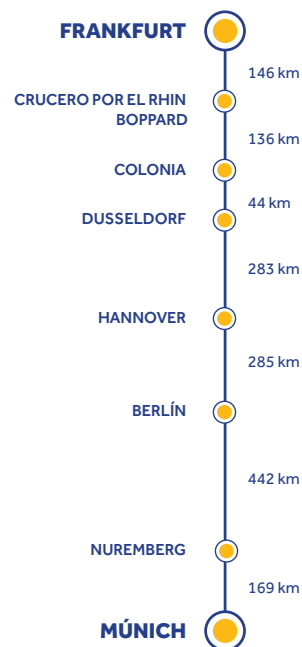 FRANKFURT
146 km
CRUCERO POR EL RHIN
BOPPARD
136 km
COLONIA
44 km
DUSSELDORF
283 km
HANNOVER
285 km
BERLÍN
442 km
NUREMBERG
169 km
MÚNICH